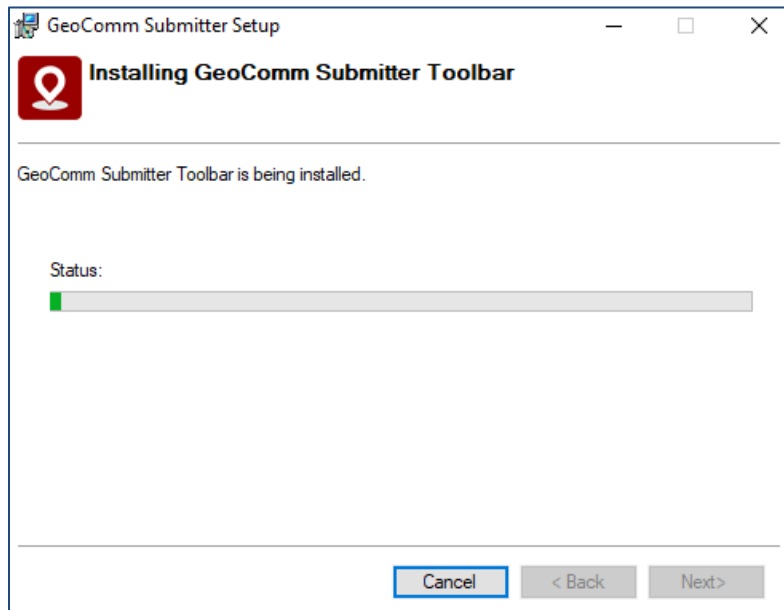 GeoComm Submitter Setup
Installing GeoComm Submitter Toolbar
GeoComm Submitter Toolbar is being installed.
Status:
Cancel
< Back
Next>